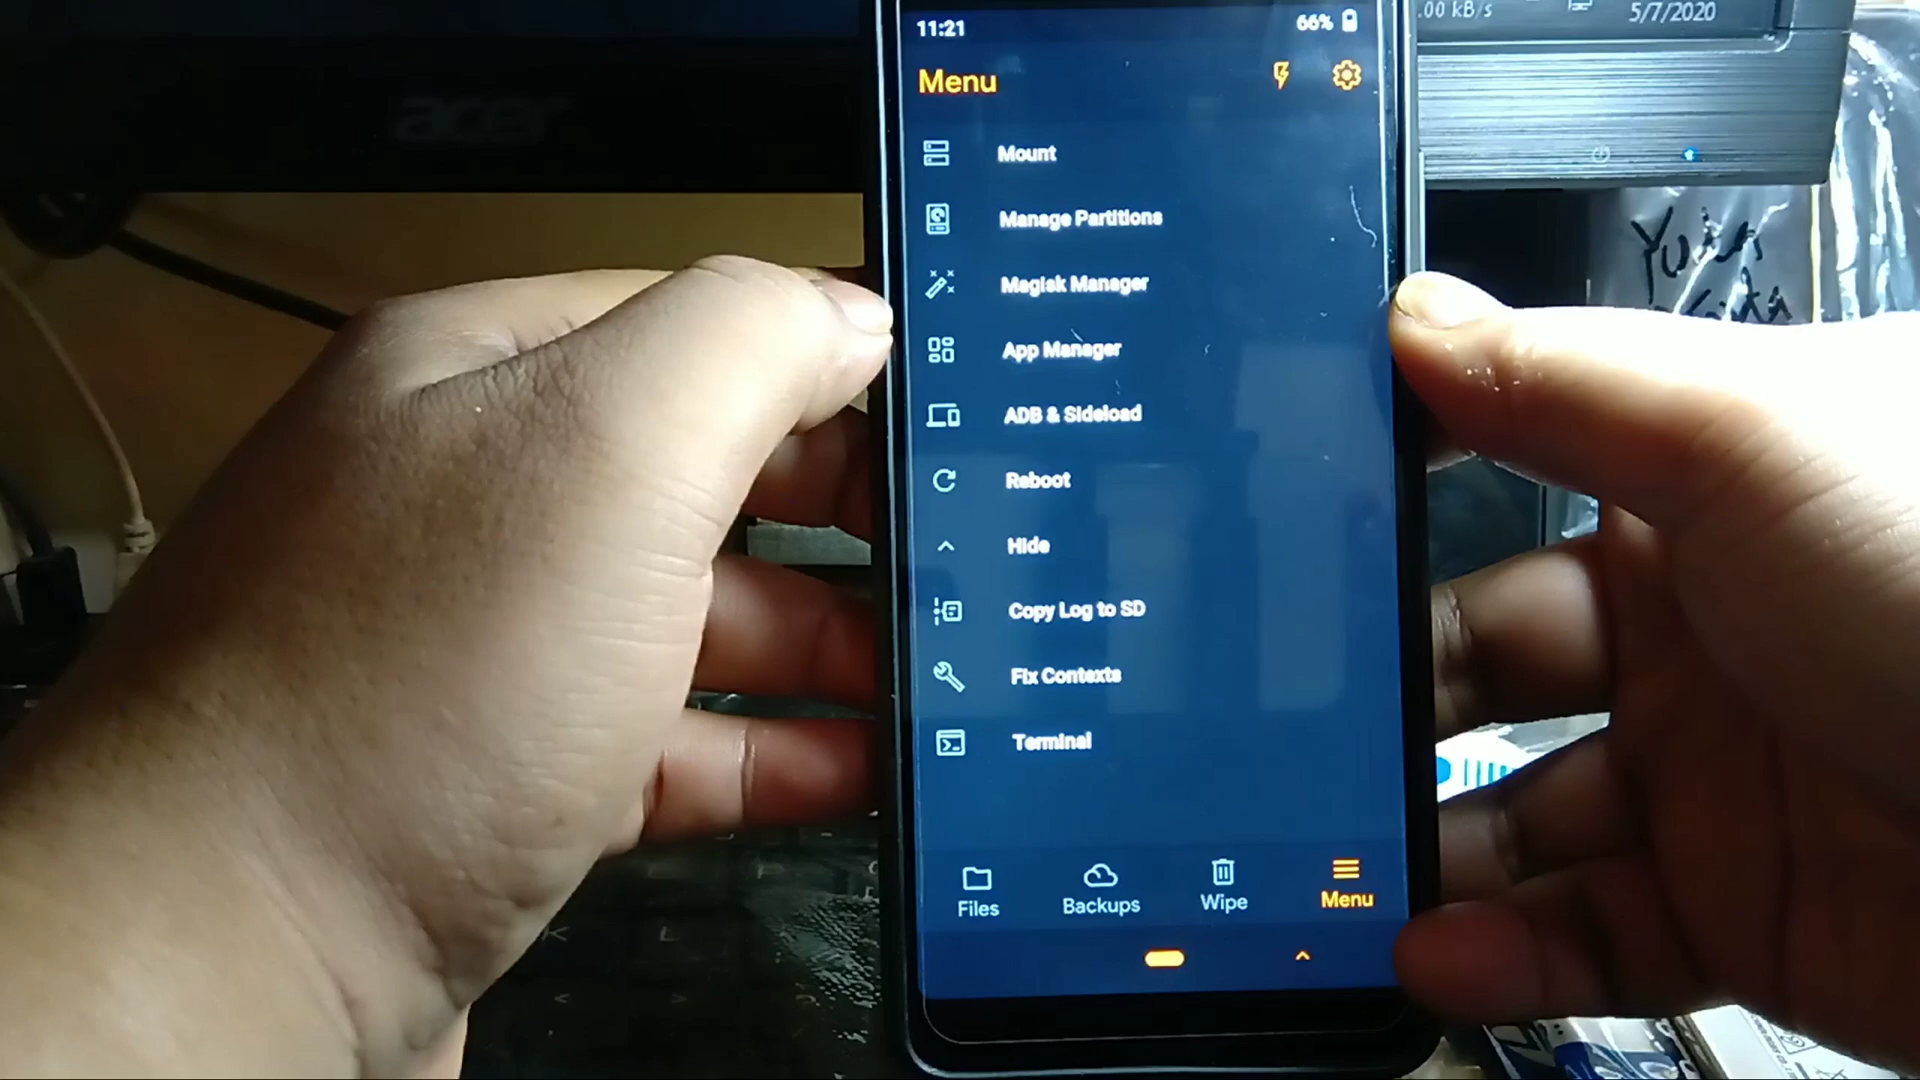 acer
11:21
66%
.00 kB/s
5/7/2020
Menu
Mount
Manage Partitions
Magisk Manager
App Manager
ADB & Sideload
Reboot
Hide
Copy Log to SD
Fix Contexts
Terminal
Files
Backups
Wipe
Menu